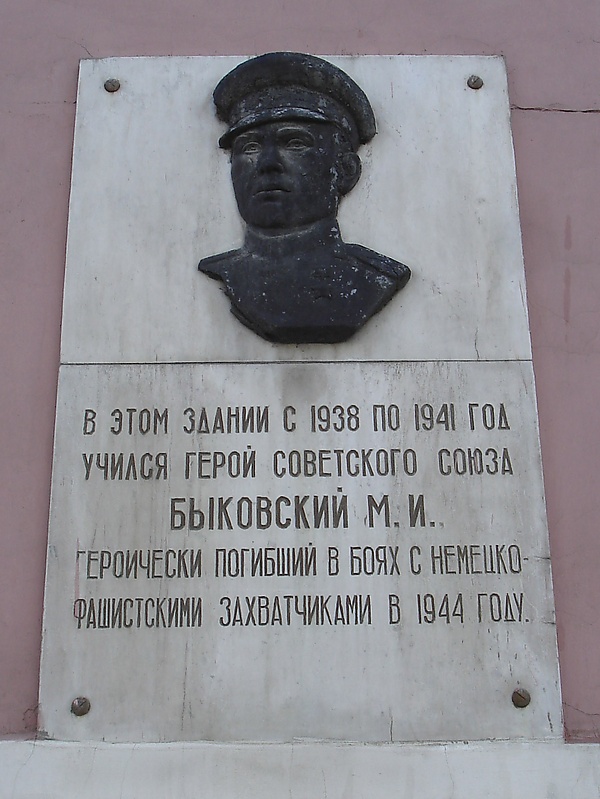 В ЭТОМ ЗДАНИИ С 1938 ПО 1941 ГОД
УЧИЛСЯ ГЕРОЙ СОВЕТСКОГО СОЮЗА
БЫКОВСКИЙ М. И.
ГЕРОИЧЕСКИ ПОГИБШИЙ В БОЯХ С НЕМЕЦКО-
ФАШИСТСКИМИ ЗАХВАТЧИКАМИ В 1944 ГОДУ.